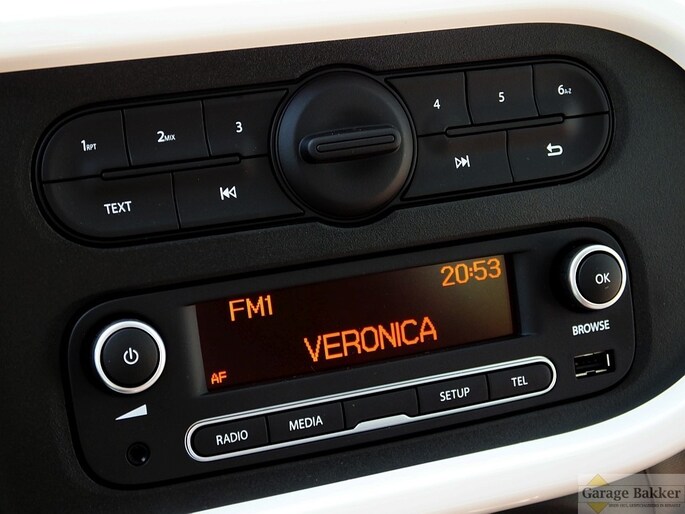 1RPT 2MIX 3 4 5 6A-Z
TEXT
FM1 20:53
VERONICA
AF
OK
BROWSE
RADIO MEDIA SETUP TEL
Garage Bakker